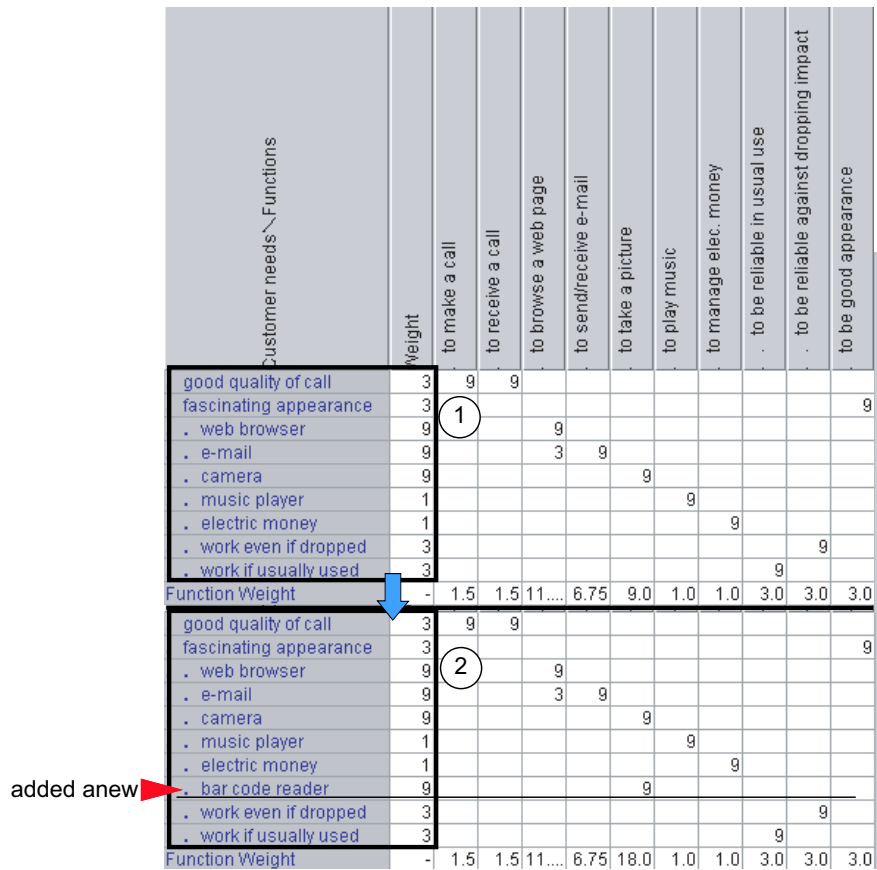 Customer needs＼Functions
Weight
. to make a call
. to receive a call
. to browse a web page
. to send/receive e-mail
. to take a picture
. to play music
. to manage elec. money
. . to be reliable in usual use
. . to be reliable against dropping impact
. to be good appearance
good quality of call 3 9 9
fascinating appearance 3 9
. web browser 9 9
. e-mail 9 3 9
. camera 9 9
. music player 1 9
. electric money 1 9
. work even if dropped 3 9
. work if usually used 3 9
Function Weight - 1.5 1.5 11.... 6.75 9.0 1.0 1.0 3.0 3.0 3.0
1
good quality of call 3 9 9
fascinating appearance 3 9
. web browser 9 9
. e-mail 9 3 9
. camera 9 9
. music player 1 9
. electric money 1 9
added anew . bar code reader 9 9
. work even if dropped 3 9
. work if usually used 3 9
Function Weight - 1.5 1.5 11.... 6.75 18.0 1.0 1.0 3.0 3.0 3.0
2